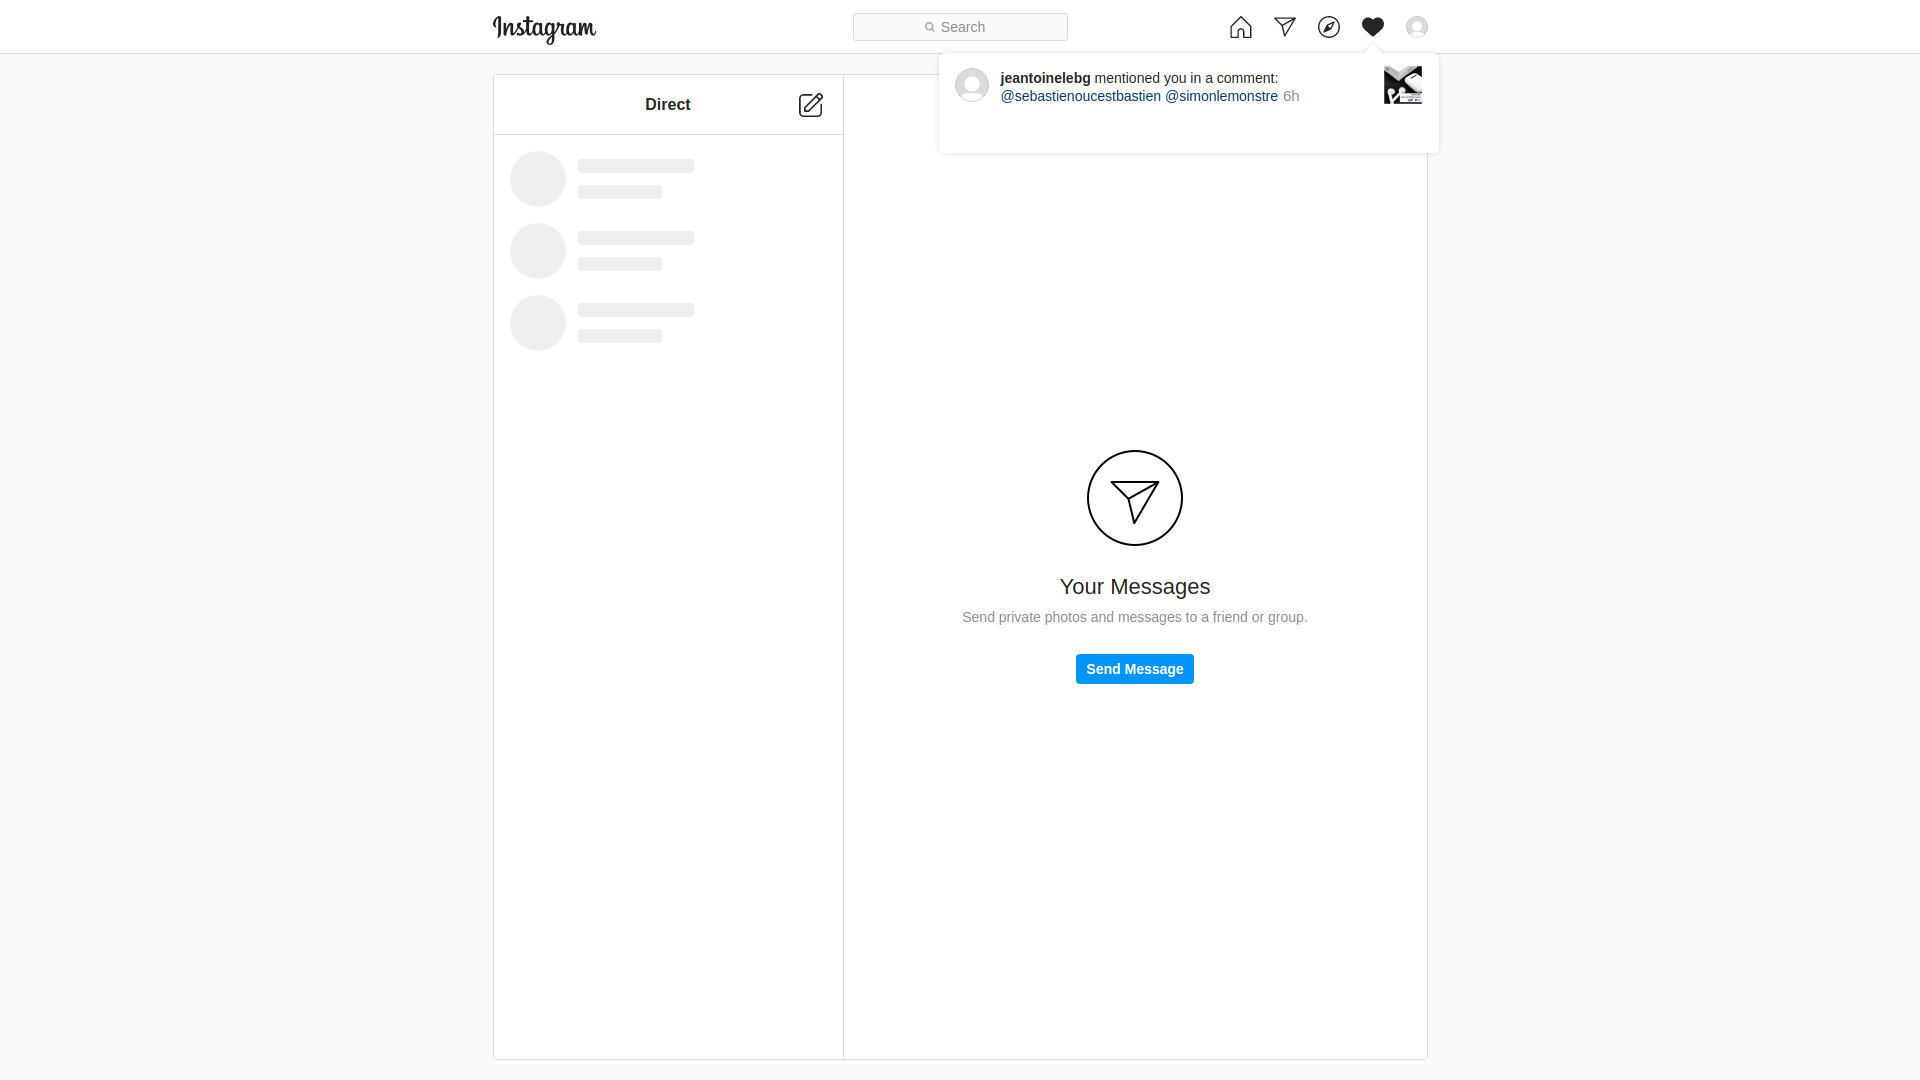 Instagram
Search
jeantoinelebg mentioned you in a comment:
@sebastienoucestbastien @simonlemonstre 6h
Direct
Your Messages
Send private photos and messages to a friend or group.
Send Message